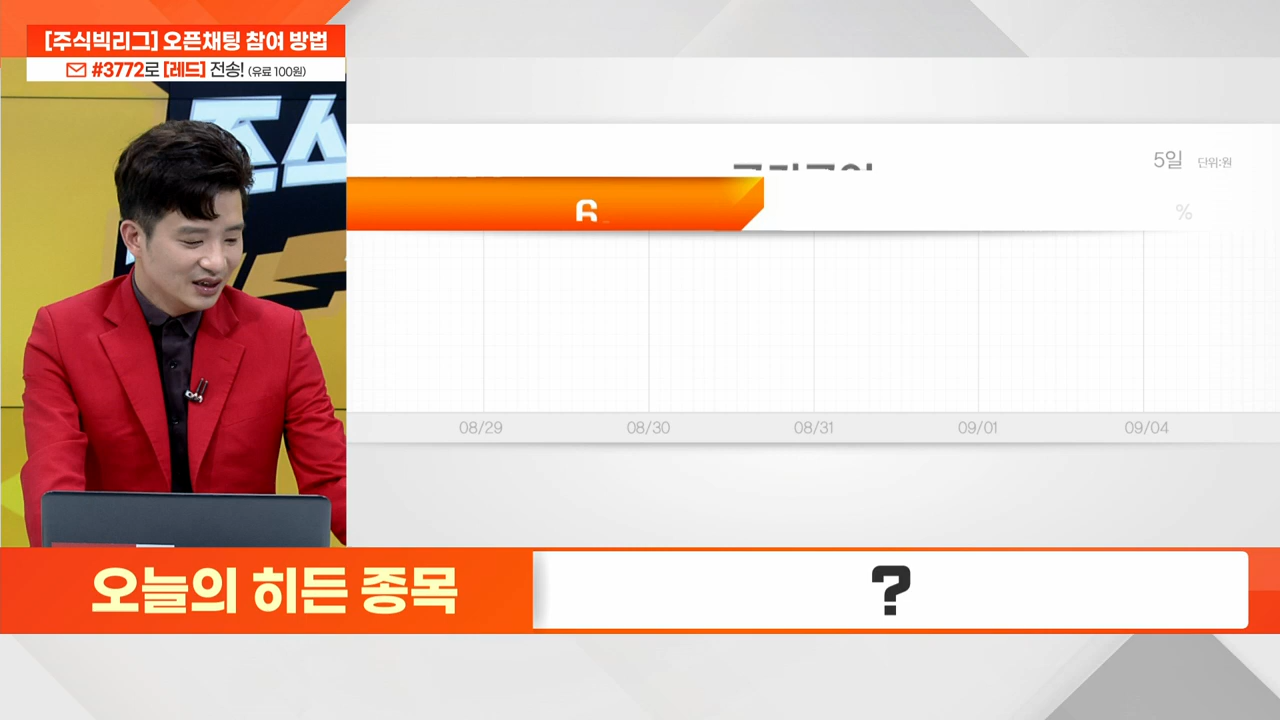 [주식빅리그] 오픈채팅 참여 방법
#3772로 [레드] 전송! (유료 100원)
5일 단위:원
%
08/29 08/30 08/31 09/01 09/04
오늘의 히든 종목
?